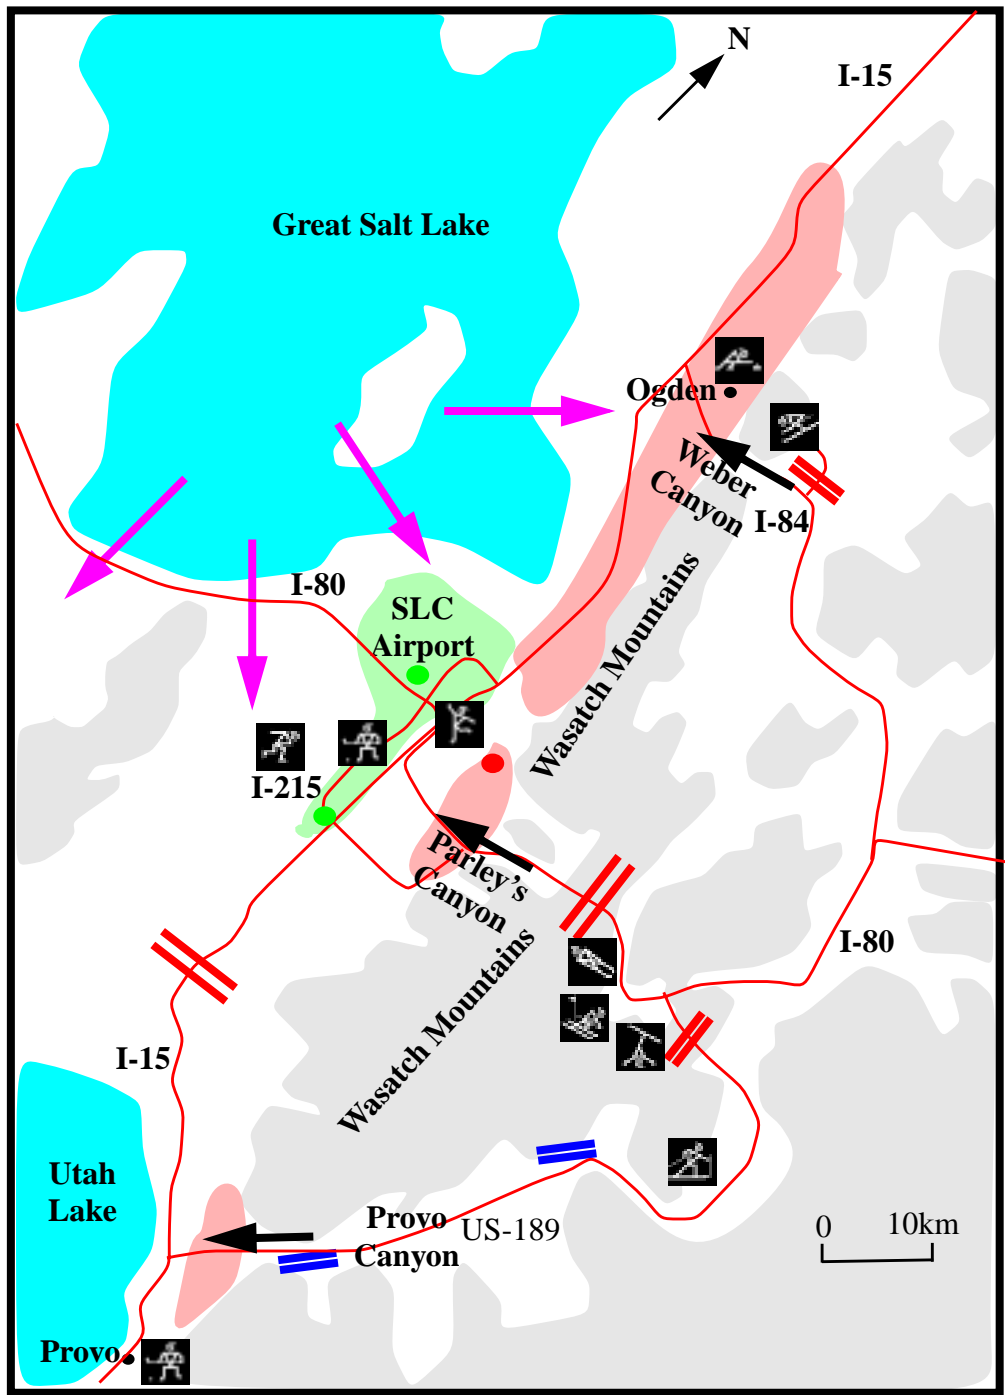 N
I-15
Great Salt Lake
Ogden
Weber
Canyon
I-84
I-80
SLC
Airport
Wasatch Mountains
I-215
Parley's
Canyon
I-80
Wasatch Mountains
I-15
Utah
Lake
Provo
Canyon
US-189
0 10km
Provo